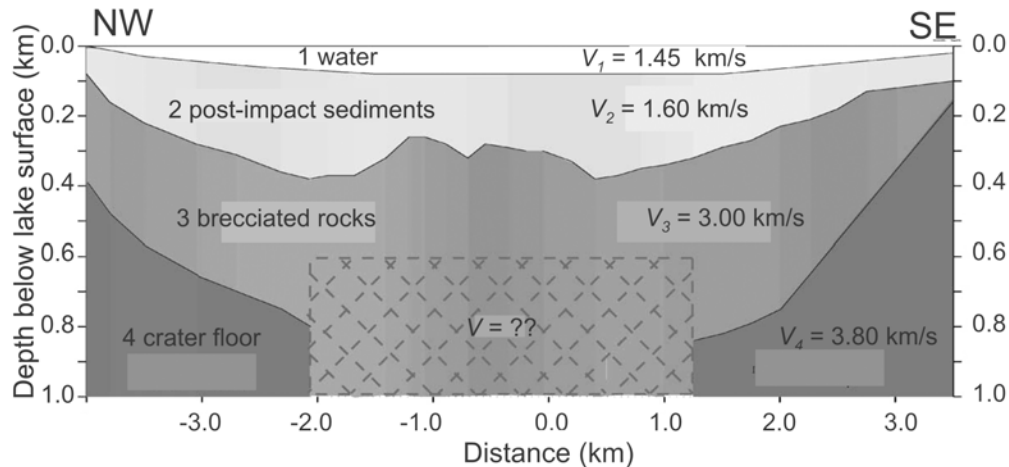 NW
SE
0.0
0.2
0.4
0.6
0.8
1.0
Depth below lake surface (km)
1 water
V1 = 1.45 km/s
2 post-impact sediments
V2 = 1.60 km/s
3 brecciated rocks
V3 = 3.00 km/s
V = ??
4 crater floor
V4 = 3.80 km/s
0.0
0.2
0.4
0.6
0.8
1.0
-3.0 -2.0 -1.0 0.0 1.0 2.0 3.0
Distance (km)